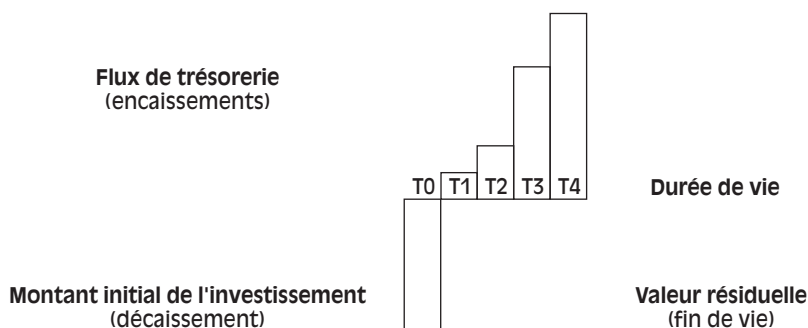 Flux de trésorerie
(encaissements)
T0 T1 T2 T3 T4
Durée de vie
Montant initial de l'investissement
(décaissement)
Valeur résiduelle
(fin de vie)